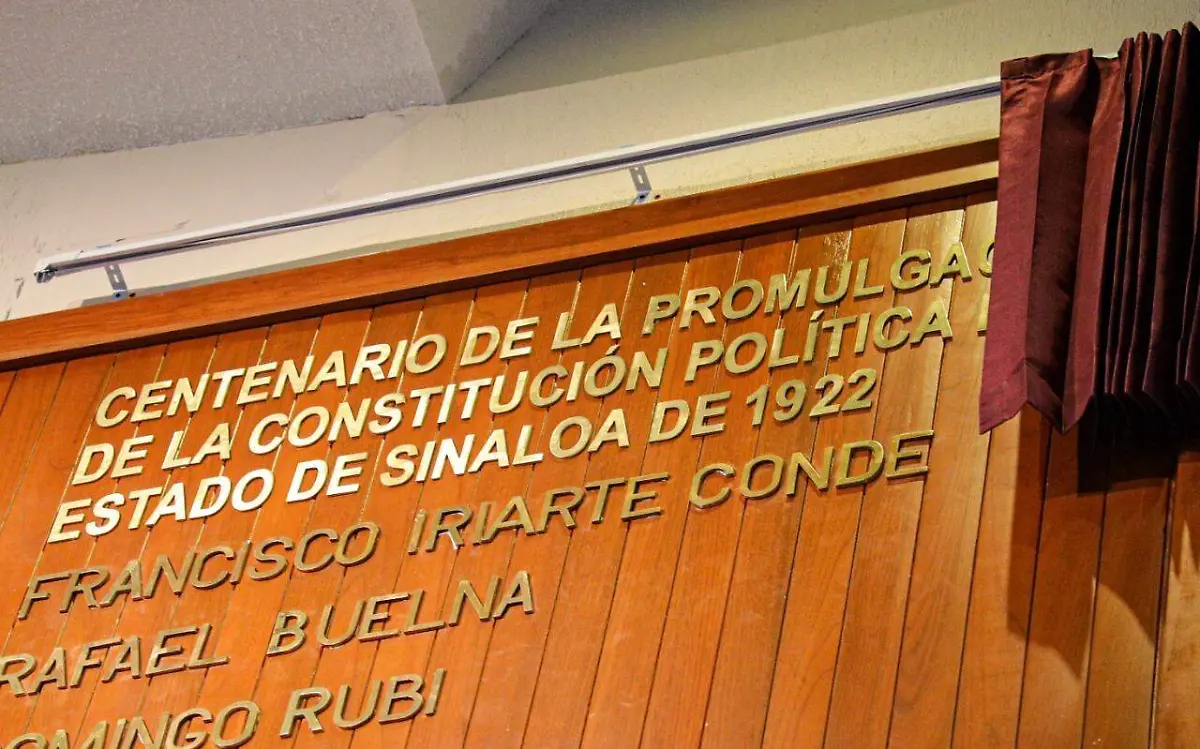 CENTENARIO DE LA PROMULGAC
DE LA CONSTITUCIÓN POLÍTICA
ESTADO DE SINALOA DE 1922
FRANCISCO IRIARTE CONDE
RAFAEL BUELNA
OMINGO RUBI